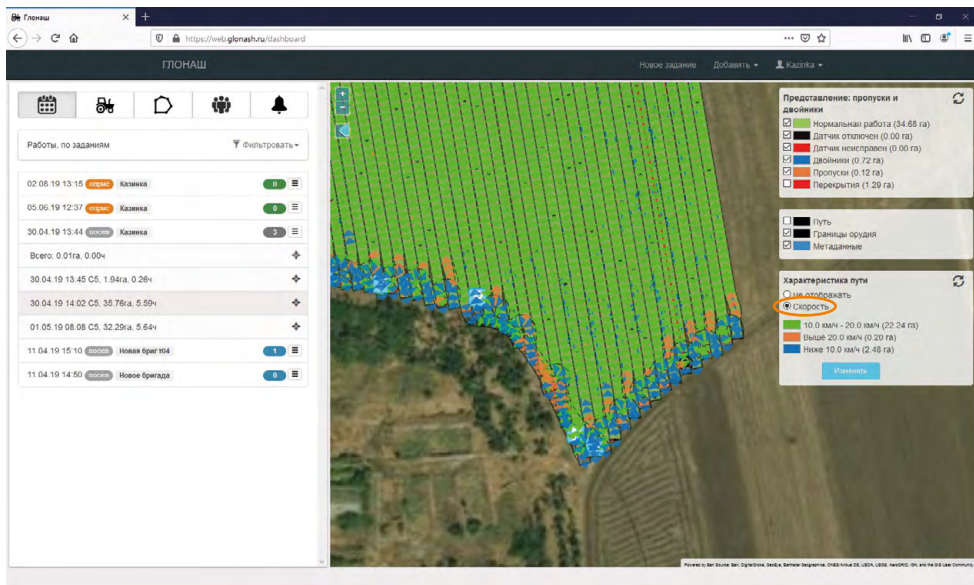 Глонаш
https://web.glonash.ru/dashboard
ГЛОНАШ
Новое задание
Добавить
Kazinka
Работы, по заданиям
Фильтровать
02.08.19 13:15 опрыс Казинка 0
05.06.19 12:37 опрыс Казинка 0
30.04.19 13:44 посев Казинка 3
Всего: 0.01га, 0.00ч
30.04.19 13.45 С5, 1.94га, 0.26ч
30.04.19 14.02 С5, 35.76га, 5.59ч
01.05.19 08.08 С5, 32.29га, 5.64ч
11.04.19 15:10 посев Новая бриг 1
11.04.19 14:50 посев Новое бригада 0
Представление: пропуски и
двойники
Нормальная работа (34.68 га)
Датчик отключен (0.00 га)
Датчик неисправен (0.00 га)
Двойники (0.72 га)
Пропуски (0.12 га)
Перекрытия (1.29 га)
Путь
Границы орудия
Метаданные
Характеристика пути
Не отображать
Скорость
10.0 км/ч - 20.0 км/ч (22.24 га)
Выше 20.0 км/ч (0.20 га)
Ниже 10.0 км/ч (2.48 га)
Изменить